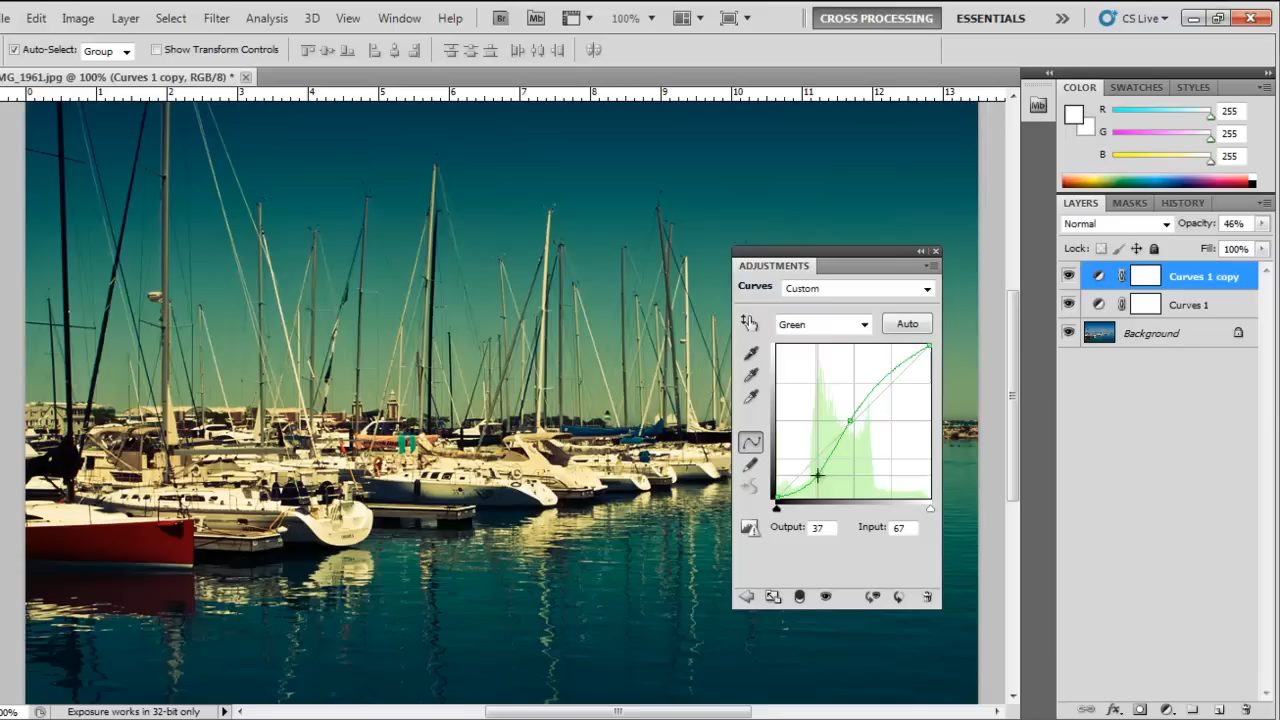 Edit Image Layer Select Filter Analysis 3D View Window Help Br Mb 100% CROSS PROCESSING ESSENTIALS CS Live
Auto-Select: Group Show Transform Controls
MG_1961.jpg @ 100% (Curves 1 copy, RGB/8) *
0 1 2 3 4 5 6 7 8 9 10 11 12 13
Mb
COLOR SWATCHES STYLES
R 255
G 255
B 255
LAYERS MASKS HISTORY
Normal Opacity: 46%
Lock: Fill: 100%
Curves 1 copy
Curves 1
Background
ADJUSTMENTS
Curves Custom
Green Auto
Output: 37 Input: 67
00% Exposure works in 32-bit only
fx